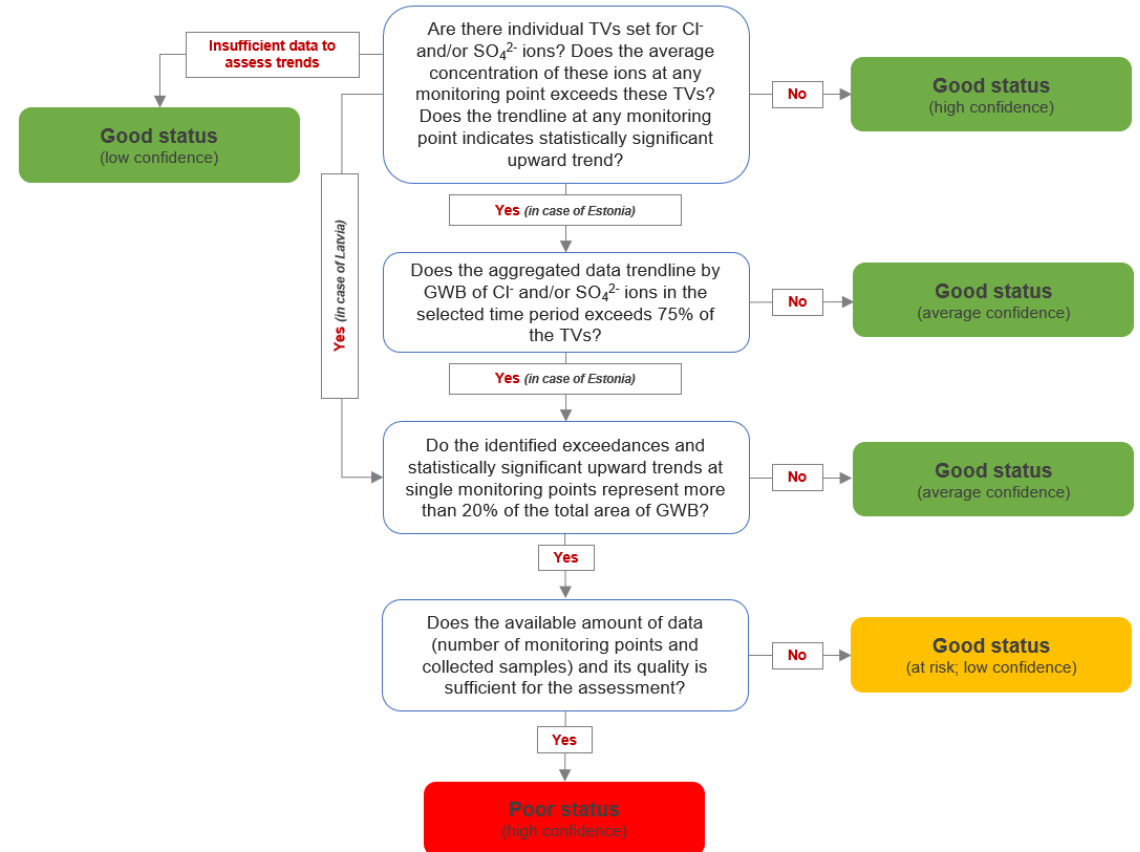 Are there individual TVs set for Cl⁻
and/or SO₄²⁻ ions? Does the average
concentration of these ions at any
monitoring point exceeds these TVs?
Does the trendline at any monitoring
point indicates statistically significant
upward trend?
Insufficient data to
assess trends
Good status
(low confidence)
No
Good status
(high confidence)
Yes (in case of Latvia)
Yes (in case of Estonia)
Does the aggregated data trendline by
GWB of Cl⁻ and/or SO₄²⁻ ions in the
selected time period exceeds 75% of
the TVs?
No
Good status
(average confidence)
Yes (in case of Estonia)
Do the identified exceedances and
statistically significant upward trends at
single monitoring points represent more
than 20% of the total area of GWB?
No
Good status
(average confidence)
Yes
Does the available amount of data
(number of monitoring points and
collected samples) and its quality is
sufficient for the assessment?
No
Good status
(at risk; low confidence)
Yes
Poor status
(high confidence)